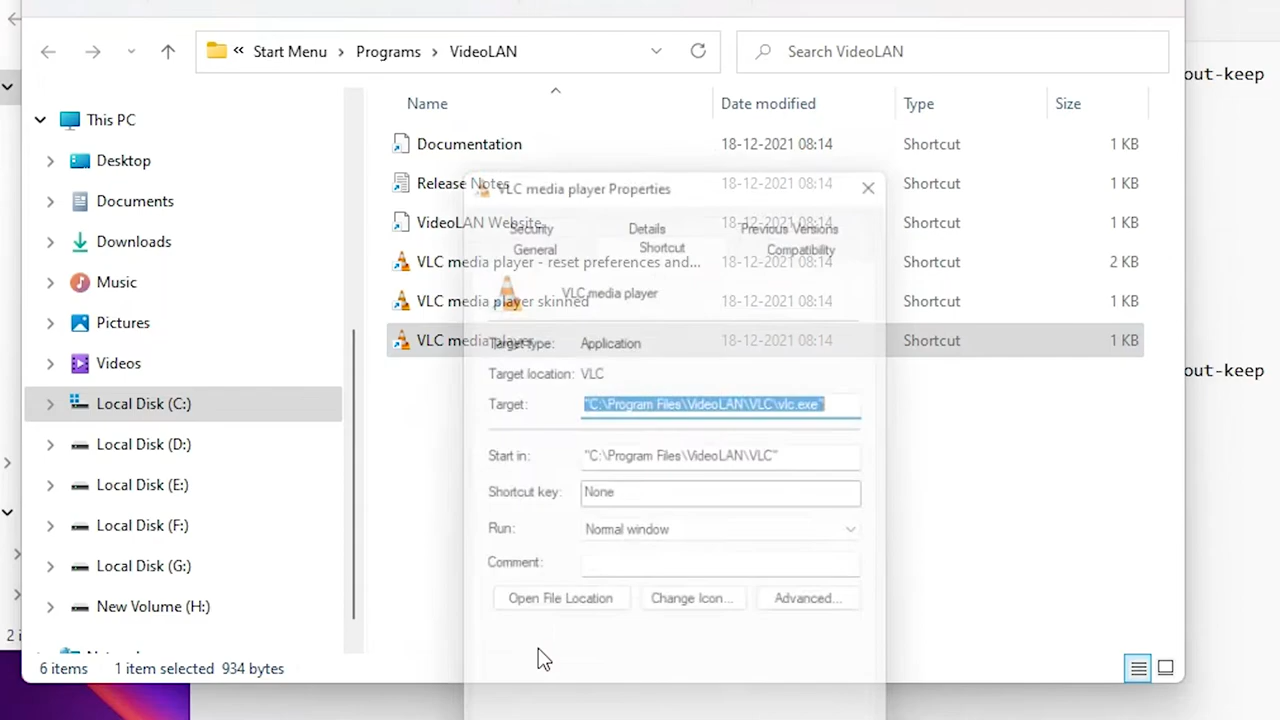 « Start Menu › Programs › VideoLAN
Search VideoLAN
out-keep
Name
Date modified
Type
Size
This PC
Desktop
Documents
Downloads
Music
Pictures
Videos
Local Disk (C:)
Local Disk (D:)
Local Disk (E:)
Local Disk (F:)
Local Disk (G:)
New Volume (H:)
Documentation 18-12-2021 08:14 Shortcut 1 KB
Release Notes 18-12-2021 08:14 Shortcut 1 KB
VideoLAN Website 18-12-2021 08:14 Shortcut 1 KB
VLC media player - reset preferences and... 18-12-2021 08:14 Shortcut 2 KB
VLC media player skinned 18-12-2021 08:14 Shortcut 1 KB
VLC media player 18-12-2021 08:14 Shortcut 1 KB
out-keep
VLC media player Properties
Security Details Previous Versions
General Shortcut Compatibility
VLC media player
Target type: Application
Target location: VLC
Target: "C:\Program Files\VideoLAN\VLC\vlc.exe"
Start in: "C:\Program Files\VideoLAN\VLC"
Shortcut key: None
Run: Normal window
Comment:
Open File Location
Change Icon...
Advanced...
2 i
6 items 1 item selected 934 bytes